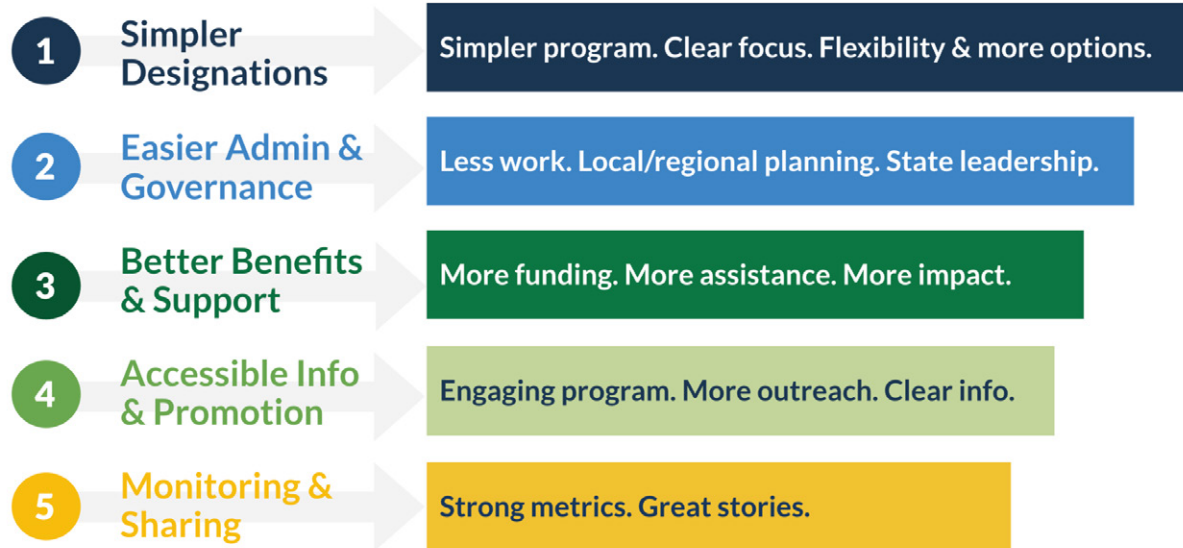 1
Simpler
Designations
Simpler program. Clear focus. Flexibility & more options.
2
Easier Admin &
Governance
Less work. Local/regional planning. State leadership.
3
Better Benefits
& Support
More funding. More assistance. More impact.
4
Accessible Info
& Promotion
Engaging program. More outreach. Clear info.
5
Monitoring &
Sharing
Strong metrics. Great stories.